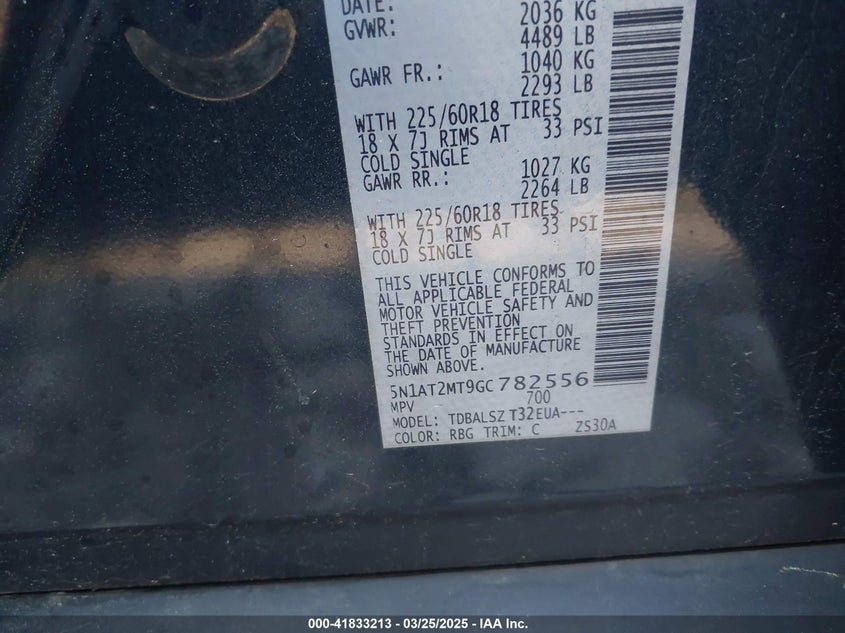 DATE:
2036 KG
GVWR:
4489 LB
1040 KG
GAWR FR.:
2293 LB
WITH 225/60R18 TIRES
18 X 7J RIMS AT 33 PSI
COLD SINGLE
1027 KG
GAWR RR.:
2264 LB
WITH 225/60R18 TIRES
18 X 7J RIMS AT 33 PSI
COLD SINGLE
THIS VEHICLE CONFORMS TO
ALL APPLICABLE FEDERAL
MOTOR VEHICLE SAFETY AND
THEFT PREVENTION
STANDARDS IN EFFECT ON
THE DATE OF MANUFACTURE
SHOWN ABOVE.
5N1AT2MT9GC782556
MPV 700
MODEL: TDBALSZ T32EUA---
COLOR: RBG TRIM: C ZS30A
000-41833213 - 03/25/2025 - IAA Inc.